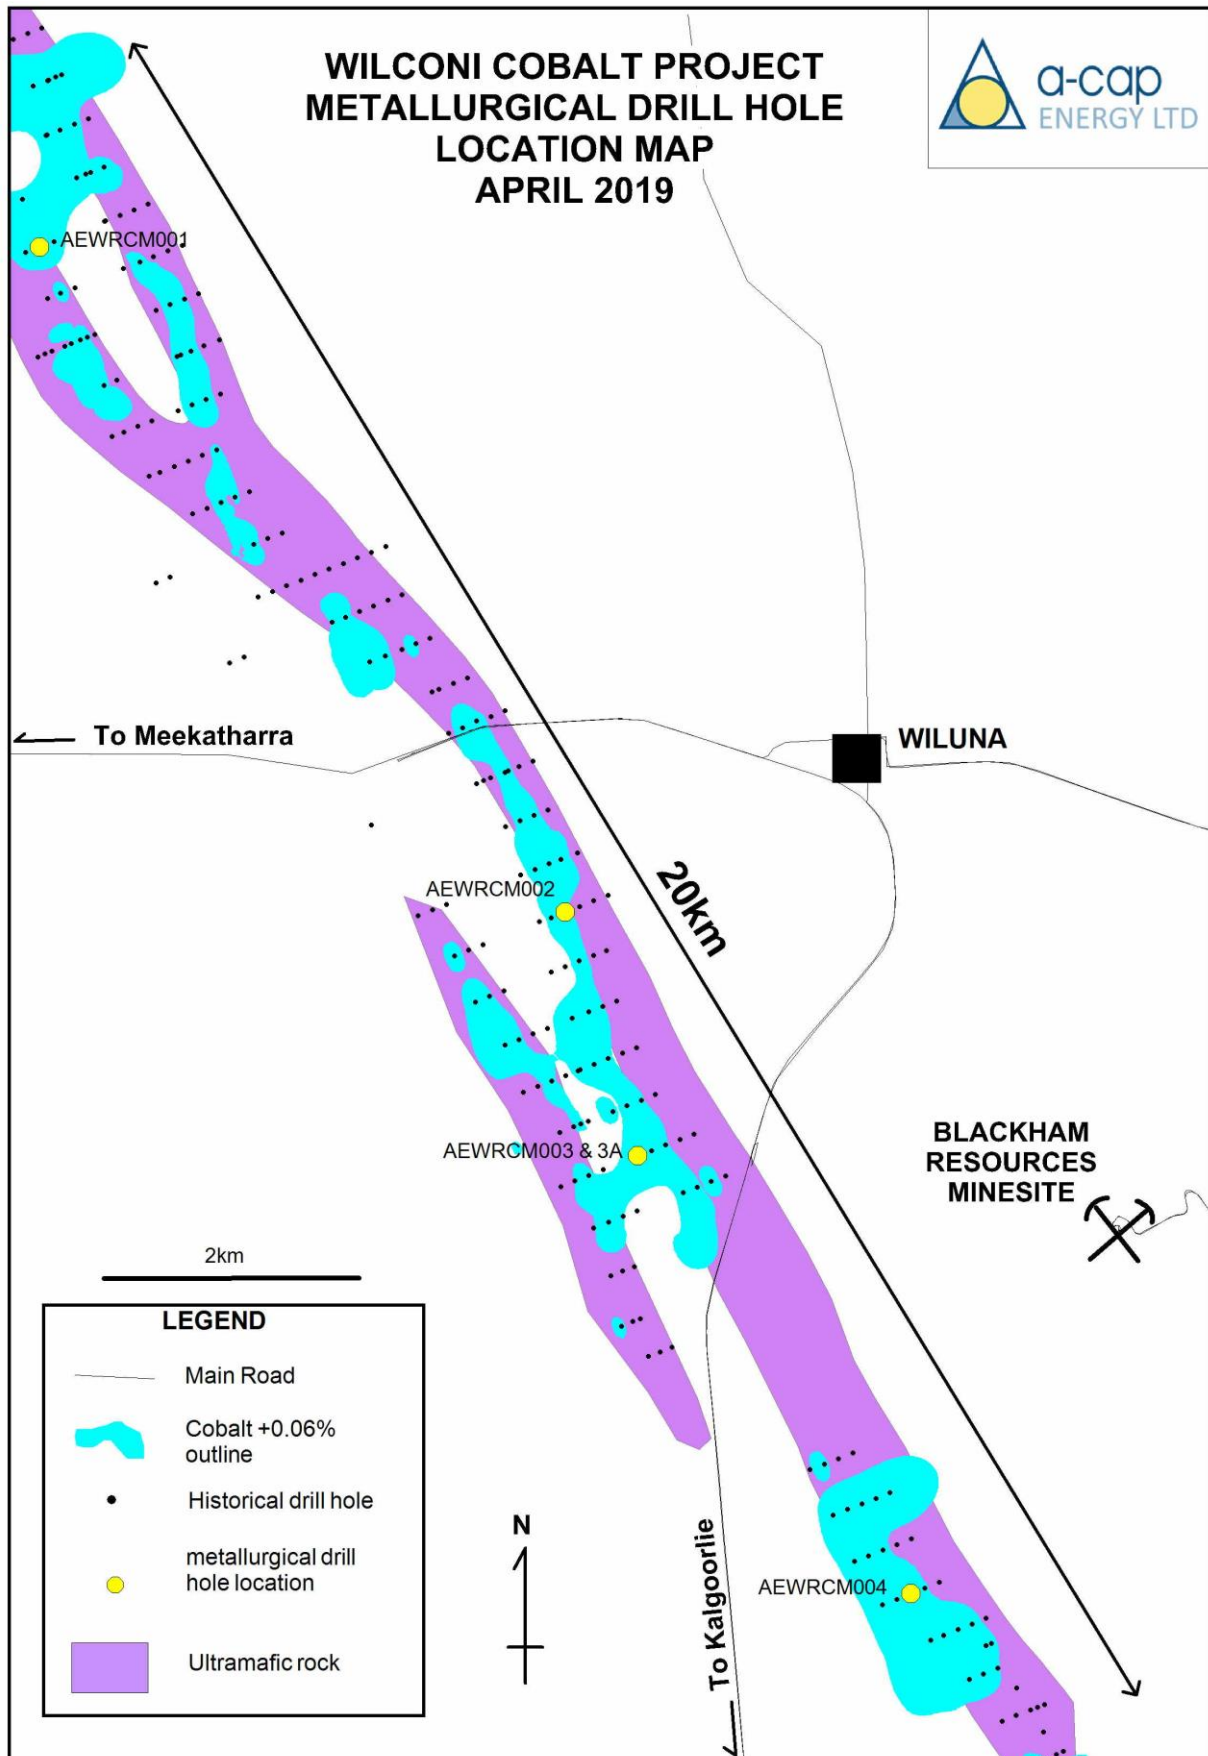 WILCONI COBALT PROJECT
METALLURGICAL DRILL HOLE
LOCATION MAP
APRIL 2019
a-cap
ENERGY LTD
AEWRCM001
To Meekatharra
WILUNA
20km
AEWRCM002
AEWRCM003 & 3A
BLACKHAM
RESOURCES
MINESITE
2km
LEGEND
Main Road
Cobalt +0.06%
outline
Historical drill hole
metallurgical drill
hole location
Ultramafic rock
N
To Kalgoorlie
AEWRCM004